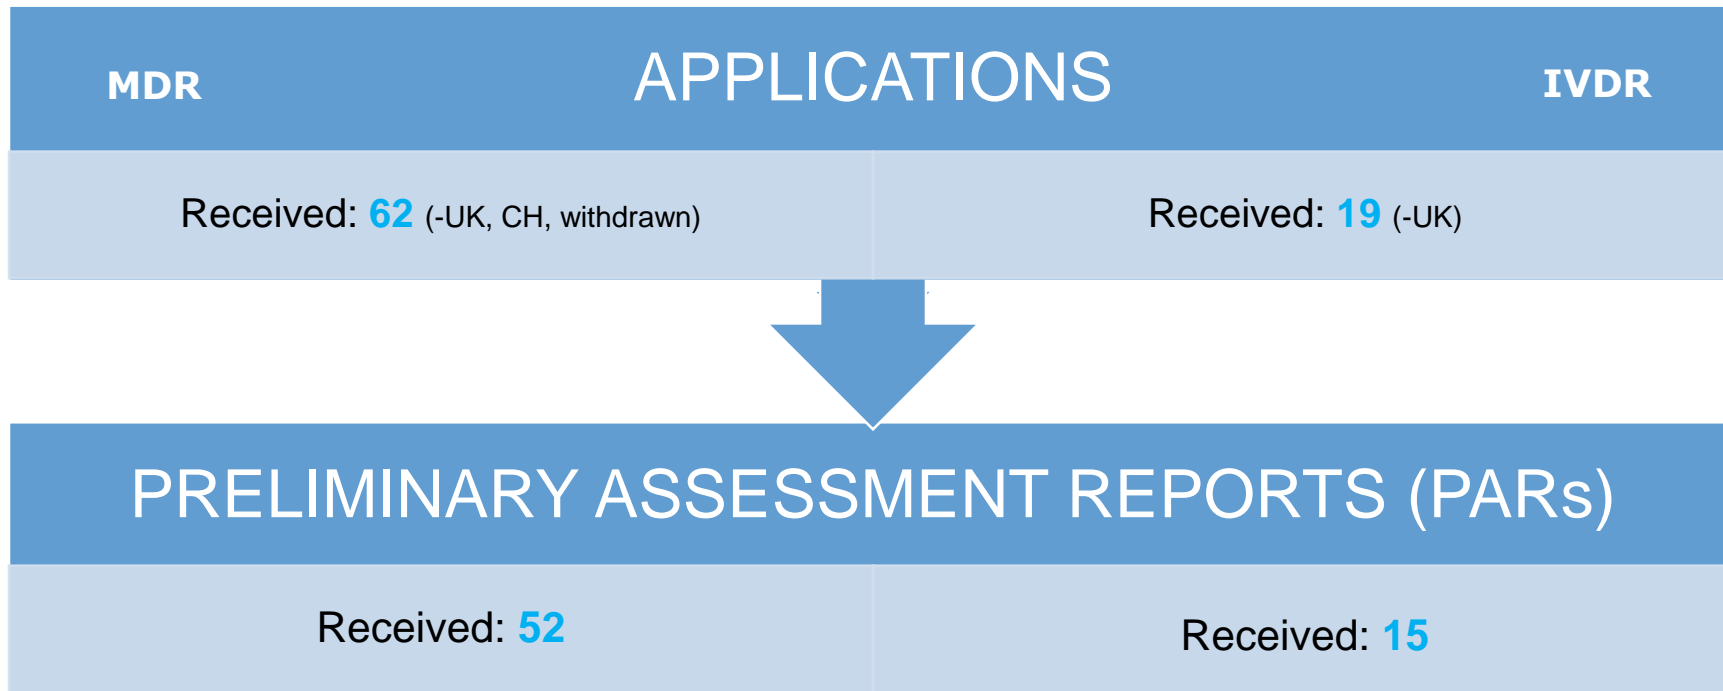 MDR APPLICATIONS IVDR
Received: 62 (-UK, CH, withdrawn)
Received: 19 (-UK)
PRELIMINARY ASSESSMENT REPORTS (PARs)
Received: 52
Received: 15